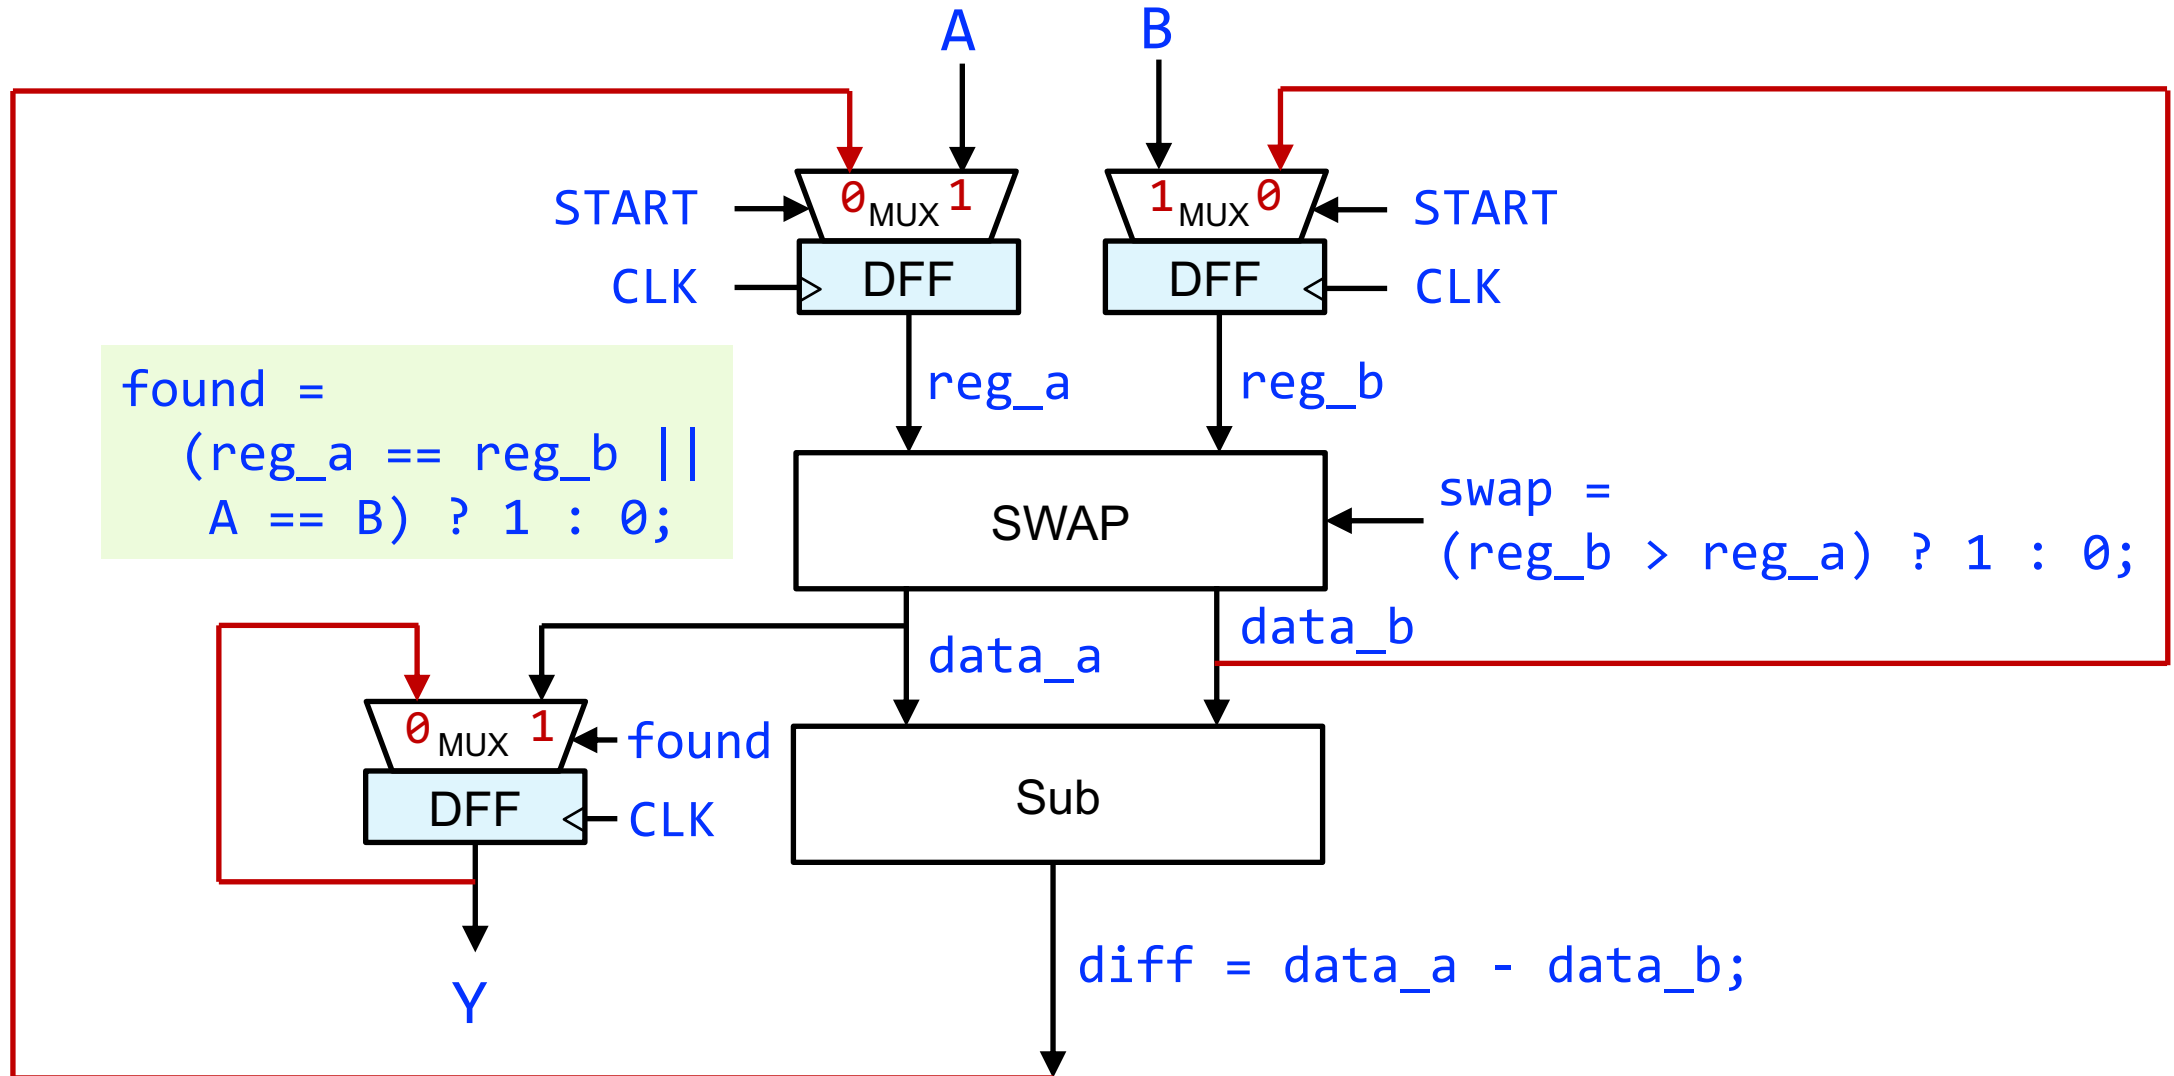 A
B
0 MUX 1
1 MUX 0
START
START
DFF
DFF
CLK
CLK
reg_a
reg_b
found =
(reg_a == reg_b ||
A == B) ? 1 : 0;
SWAP
swap =
(reg_b > reg_a) ? 1 : 0;
data_a
data_b
0 MUX 1
found
DFF
CLK
Sub
Y
diff = data_a - data_b;